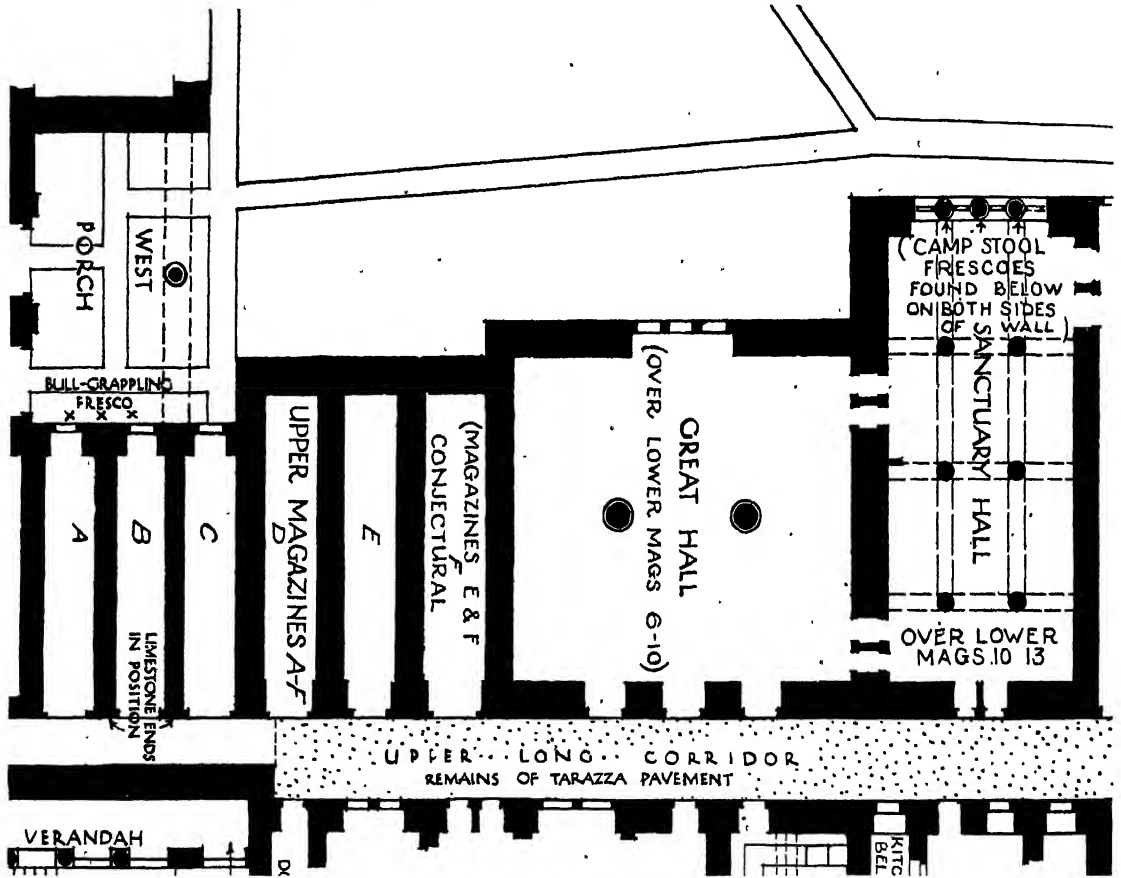 WEST
PORCH
BULL-GRAPPLING
FRESCO
X X X
A
B
C
LIMESTONE ENDS
IN POSITION
UPPER MAGAZINES A-F
D
E
(MAGAZINES E & F
CONJECTURAL
F
GREAT HALL
(OVER LOWER MAGS 6-10)
(CAMP STOOL
FRESCOES
FOUND BELOW
ON BOTH SIDES
OF WALL)
SANCTUARY HALL
OVER LOWER
MAGS. 10 13
UPPER LONG CORRIDOR
REMAINS OF TARAZZA PAVEMENT
VERANDAH
KITC
BEL